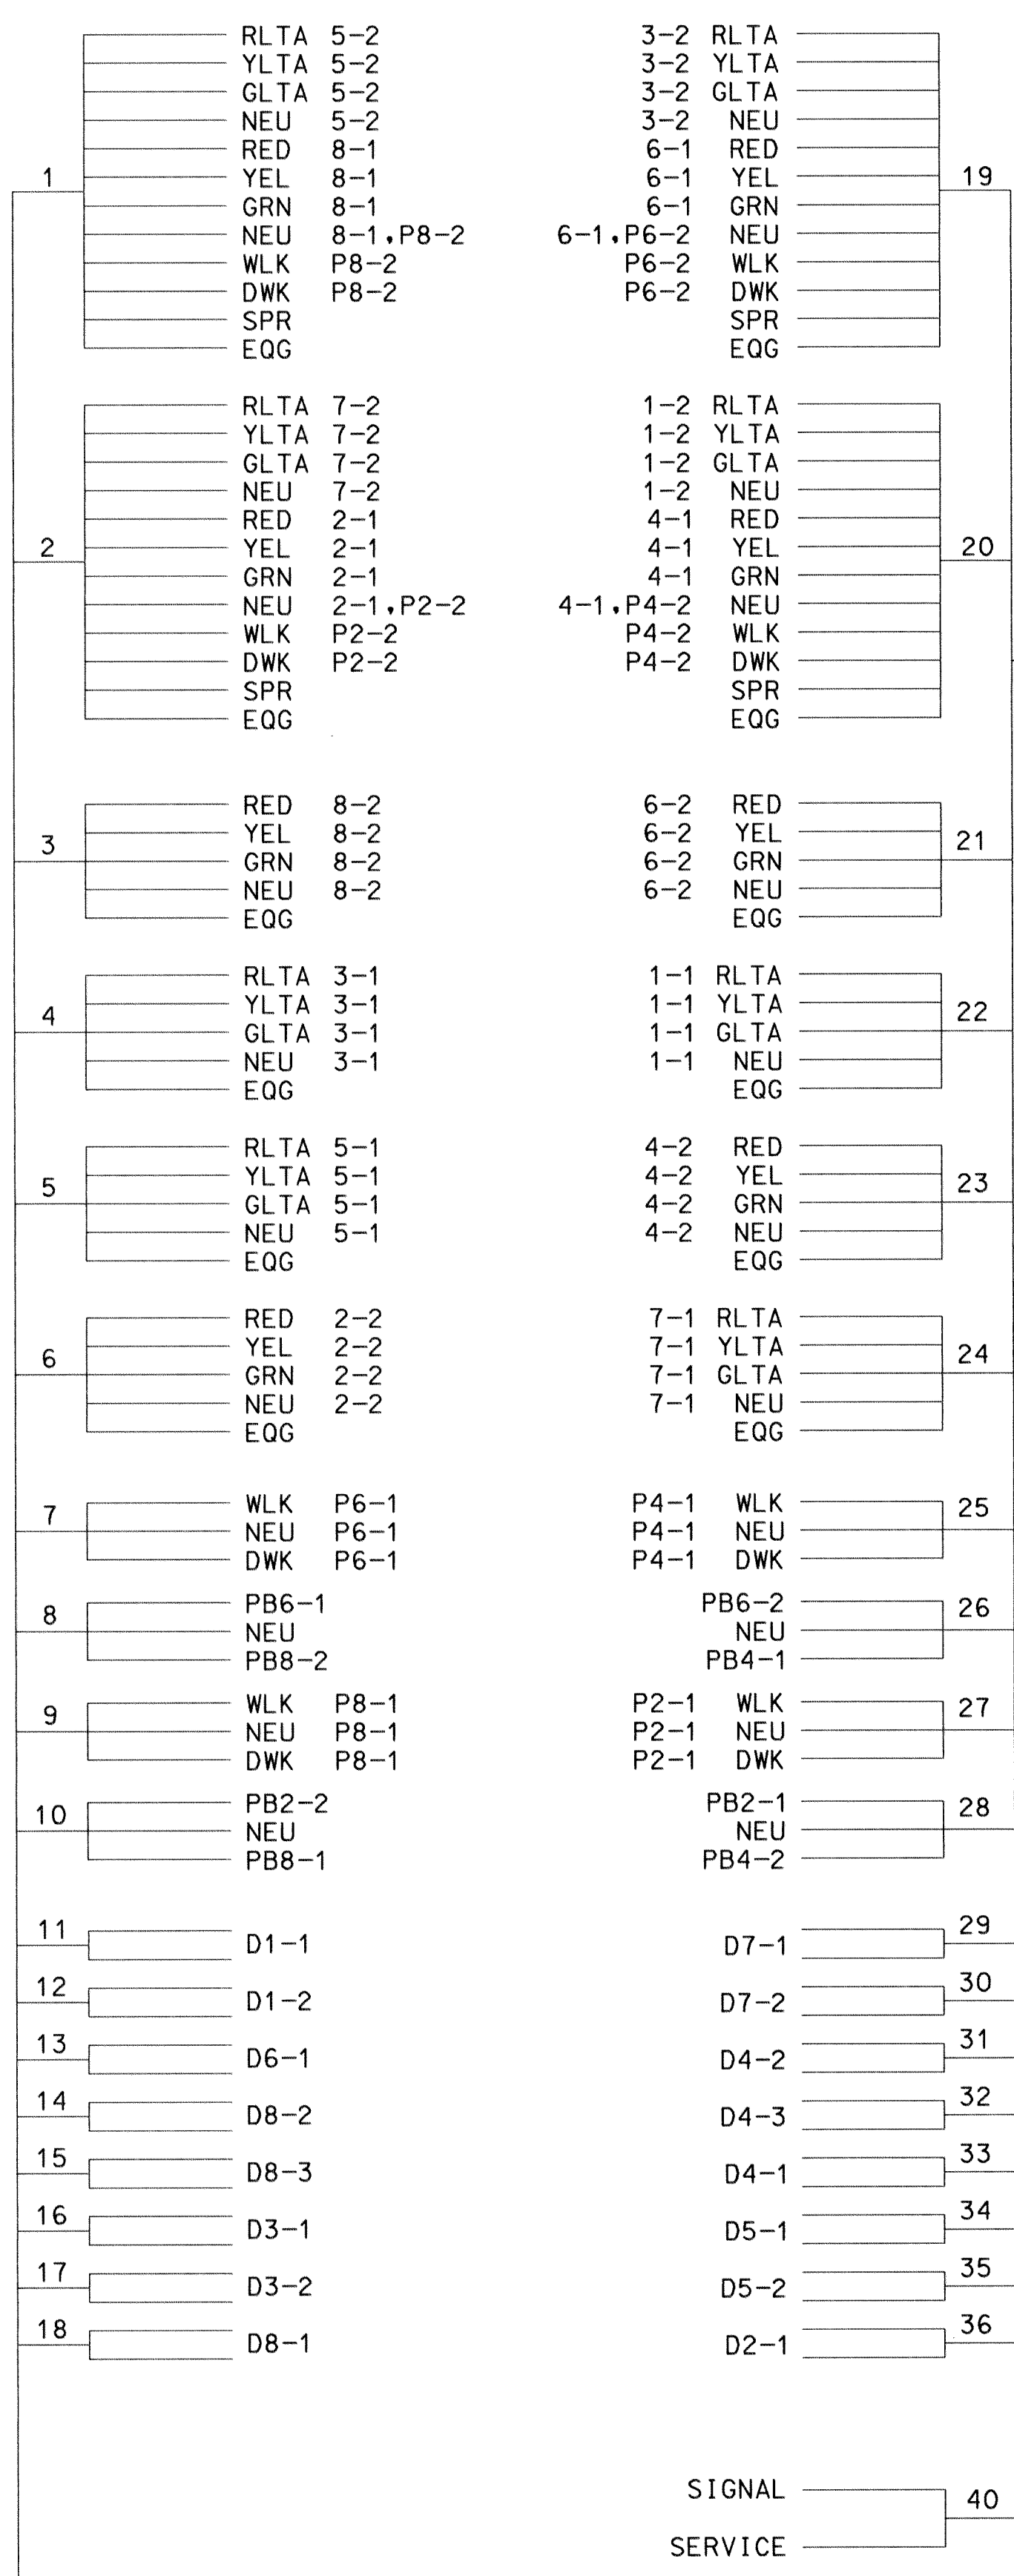 1
RLTA 5-2
YLTA 5-2
GLTA 5-2
NEU 5-2
RED 8-1
YEL 8-1
GRN 8-1
NEU 8-1,P8-2
WLK P8-2
DWK P8-2
SPR
EQG
2
RLTA 7-2
YLTA 7-2
GLTA 7-2
NEU 7-2
RED 2-1
YEL 2-1
GRN 2-1
NEU 2-1,P2-2
WLK P2-2
DWK P2-2
SPR
EQG
3
RED 8-2
YEL 8-2
GRN 8-2
NEU 8-2
EQG
4
RLTA 3-1
YLTA 3-1
GLTA 3-1
NEU 3-1
EQG
5
RLTA 5-1
YLTA 5-1
GLTA 5-1
NEU 5-1
EQG
6
RED 2-2
YEL 2-2
GRN 2-2
NEU 2-2
EQG
7
WLK P6-1
NEU P6-1
DWK P6-1
8
PB6-1
NEU
PB8-2
9
WLK P8-1
NEU P8-1
DWK P8-1
10
PB2-2
NEU
PB8-1
11
D1-1
12
D1-2
13
D6-1
14
D8-2
15
D8-3
16
D3-1
17
D3-2
18
D8-1
3-2 RLTA
3-2 YLTA
3-2 GLTA
3-2 NEU
6-1 RED
6-1 YEL
6-1 GRN
6-1,P6-2 NEU
P6-2 WLK
P6-2 DWK
SPR
EQG
19
1-2 RLTA
1-2 YLTA
1-2 GLTA
1-2 NEU
4-1 RED
4-1 YEL
4-1 GRN
4-1,P4-2 NEU
P4-2 WLK
P4-2 DWK
SPR
EQG
20
6-2 RED
6-2 YEL
6-2 GRN
6-2 NEU
EQG
21
1-1 RLTA
1-1 YLTA
1-1 GLTA
1-1 NEU
EQG
22
4-2 RED
4-2 YEL
4-2 GRN
4-2 NEU
EQG
23
7-1 RLTA
7-1 YLTA
7-1 GLTA
7-1 NEU
EQG
24
P4-1 WLK
P4-1 NEU
P4-1 DWK
25
PB6-2
NEU
PB4-1
26
P2-1 WLK
P2-1 NEU
P2-1 DWK
27
PB2-1
NEU
PB4-2
28
D7-1
29
D7-2
30
D4-2
31
D4-3
32
D4-1
33
D5-1
34
D5-2
35
D2-1
36
SIGNAL
SERVICE
40